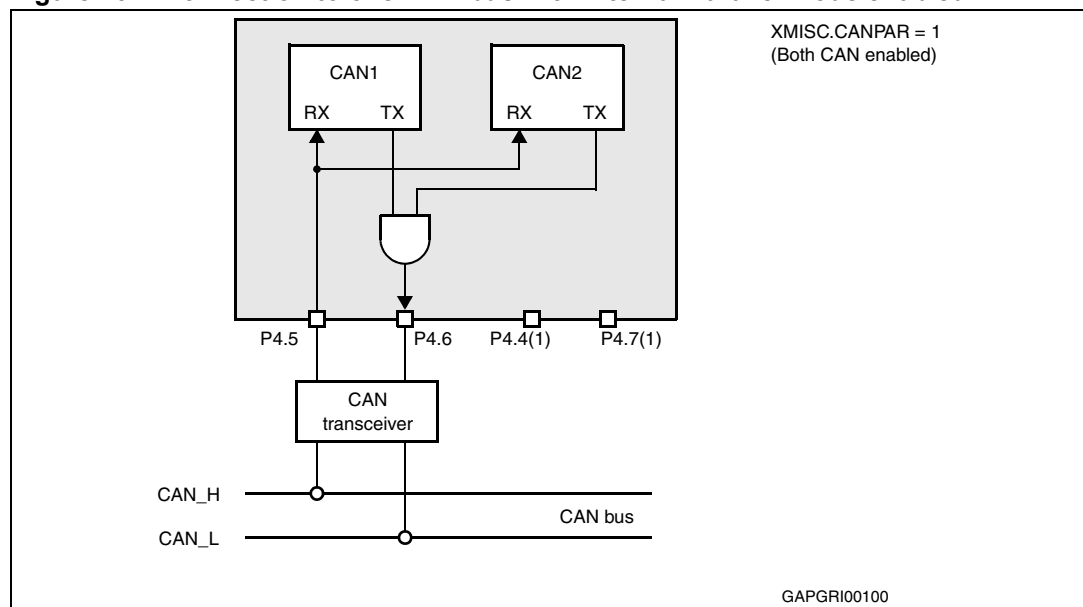 XMISC.CANPAR = 1
(Both CAN enabled)
CAN1
CAN2
RX TX
RX TX
P4.5
P4.6
P4.4(1)
P4.7(1)
CAN
transceiver
CAN_H
CAN bus
CAN_L
GAPGRI00100